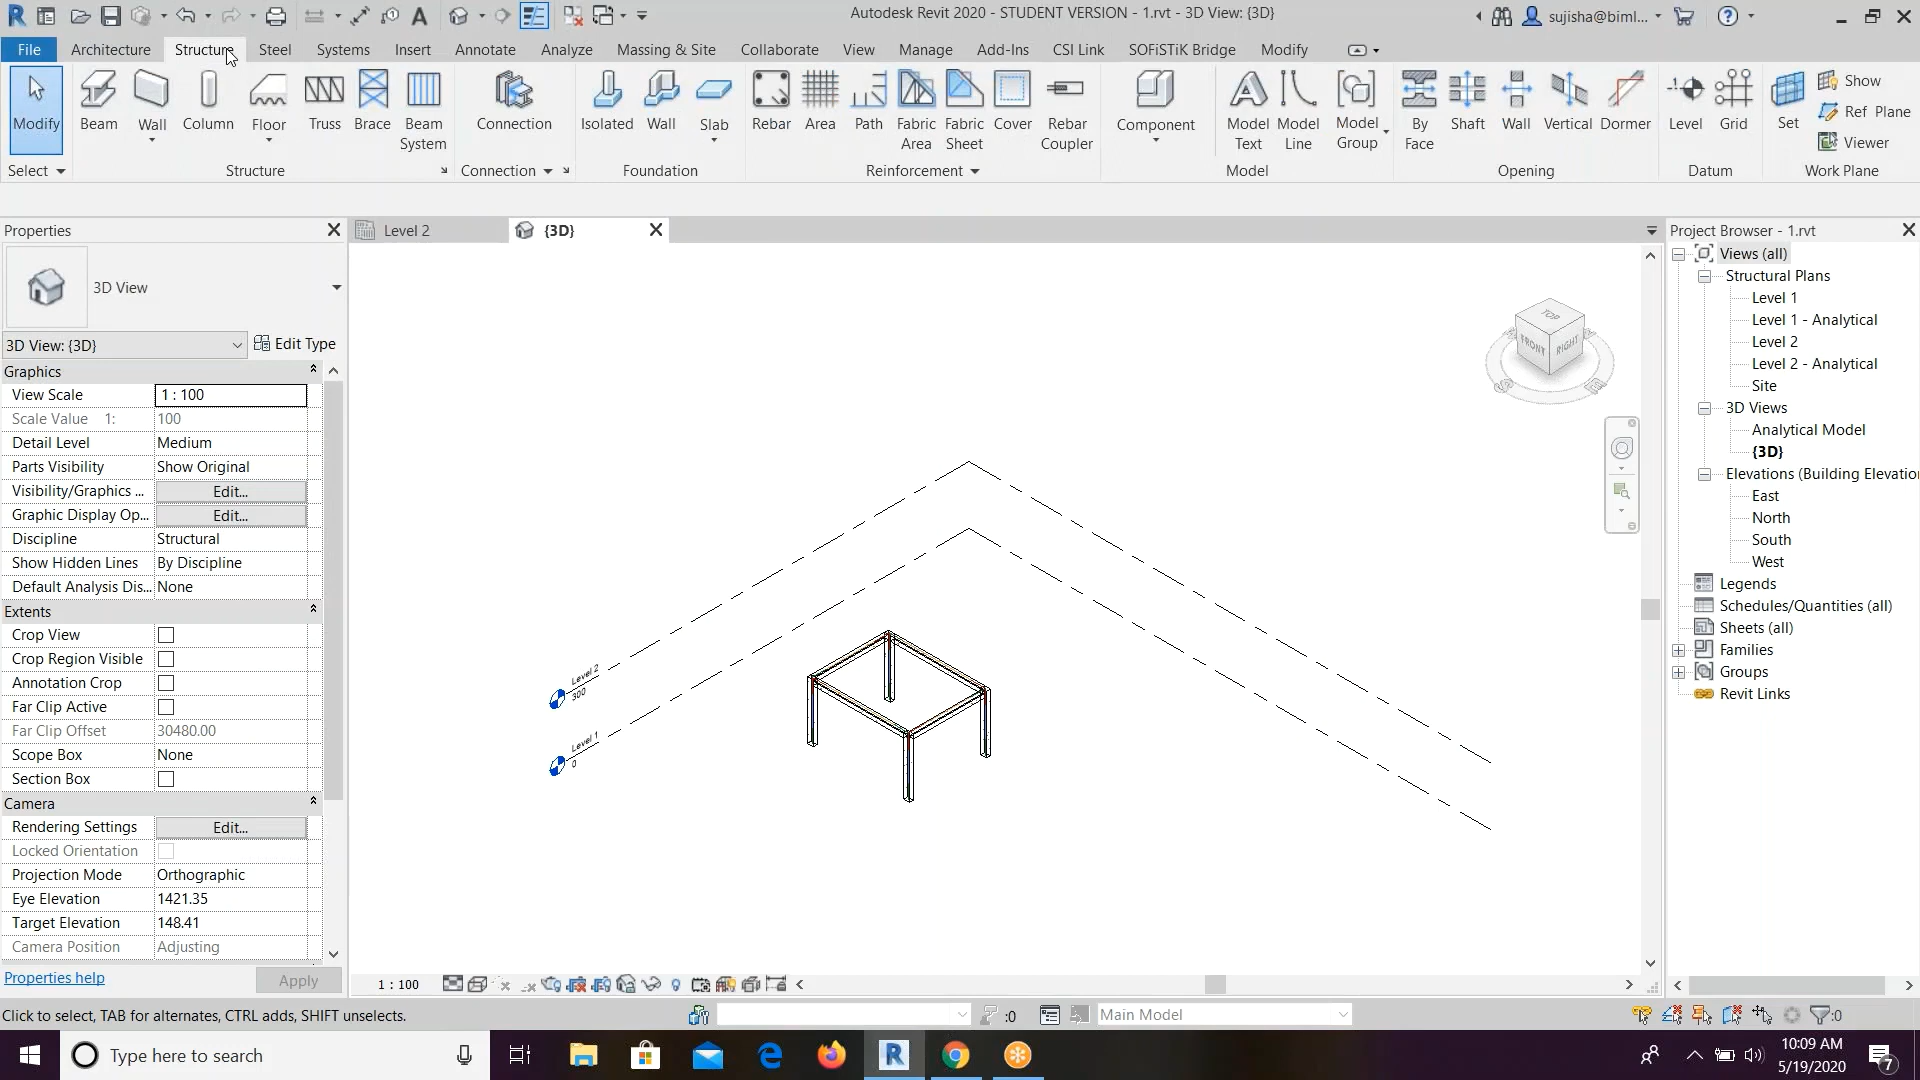 Autodesk Revit 2020 - STUDENT VERSION - 1.rvt - 3D View: {3D}
sujisha@biml...
File Architecture Structure Steel Systems Insert Annotate Analyze Massing & Site Collaborate View Manage Add-Ins CSI Link SOFiSTiK Bridge Modify
Modify
Beam
Wall
Column
Floor
Truss
Brace
Beam System
Connection
Isolated
Wall
Slab
Rebar
Area
Path
Fabric Area
Fabric Sheet
Cover
Rebar Coupler
Component
Model Text
Model Line
Model Group
By Face
Shaft
Wall
Vertical
Dormer
Level
Grid
Set
Show
Ref Plane
Viewer
Select
Structure
Connection
Foundation
Reinforcement
Model
Opening
Datum
Work Plane
Properties
3D View
3D View: {3D}
Edit Type
Graphics
View Scale 1 : 100
Scale Value 1: 100
Detail Level Medium
Parts Visibility Show Original
Visibility/Graphics ... Edit...
Graphic Display Op... Edit...
Discipline Structural
Show Hidden Lines By Discipline
Default Analysis Dis... None
Extents
Crop View
Crop Region Visible
Annotation Crop
Far Clip Active
Far Clip Offset 30480.00
Scope Box None
Section Box
Camera
Rendering Settings Edit...
Locked Orientation
Projection Mode Orthographic
Eye Elevation 1421.35
Target Elevation 148.41
Camera Position Adjusting
Properties help
Apply
Level 2
{3D}
TOP
FRONT
RIGHT
Level 2
300
Level 1
0
1 : 100
Project Browser - 1.rvt
Views (all)
Structural Plans
Level 1
Level 1 - Analytical
Level 2
Level 2 - Analytical
Site
3D Views
Analytical Model
{3D}
Elevations (Building Elevatio
East
North
South
West
Legends
Schedules/Quantities (all)
Sheets (all)
Families
Groups
Revit Links
Click to select, TAB for alternates, CTRL adds, SHIFT unselects.
:0
Main Model
:0
Type here to search
10:09 AM
5/19/2020
7